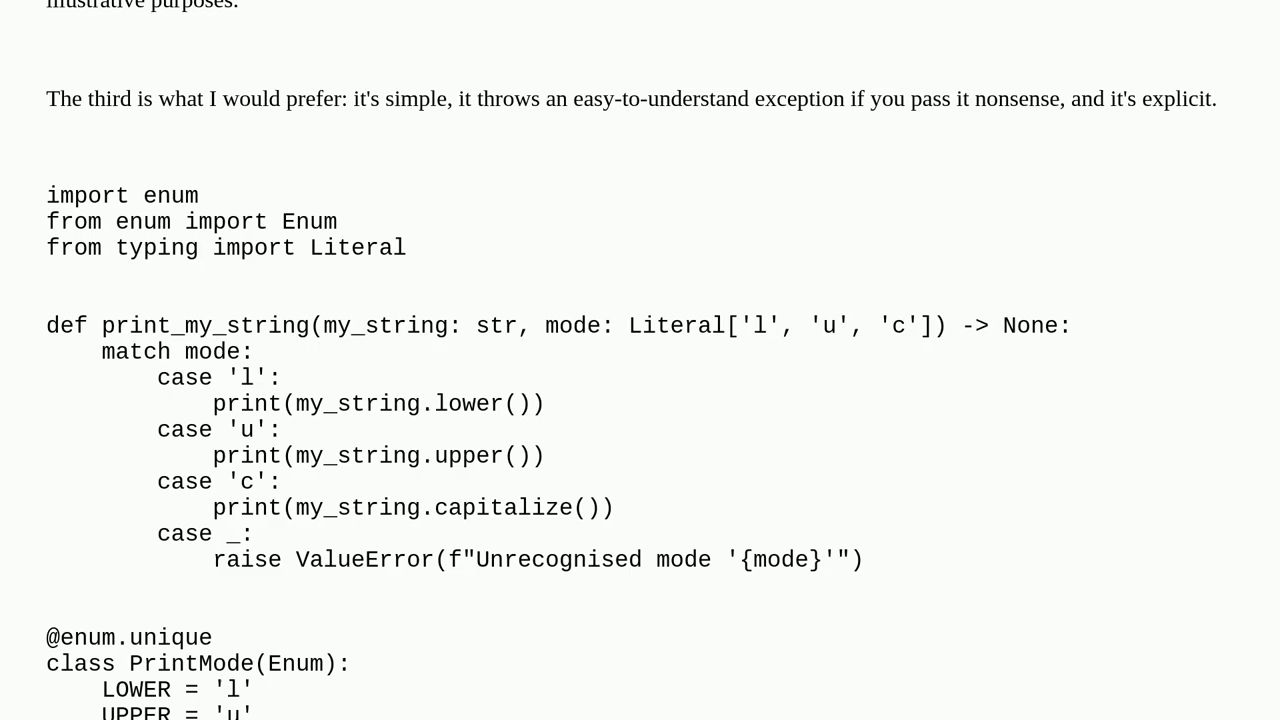 illustrative purposes.
The third is what I would prefer: it's simple, it throws an easy-to-understand exception if you pass it nonsense, and it's explicit.
import enum
from enum import Enum
from typing import Literal
def print_my_string(my_string: str, mode: Literal['l', 'u', 'c']) -> None:
    match mode:
        case 'l':
            print(my_string.lower())
        case 'u':
            print(my_string.upper())
        case 'c':
            print(my_string.capitalize())
        case _:
            raise ValueError(f"Unrecognised mode '{mode}'")
@enum.unique
class PrintMode(Enum):
    LOWER = 'l'
    UPPER = 'u'